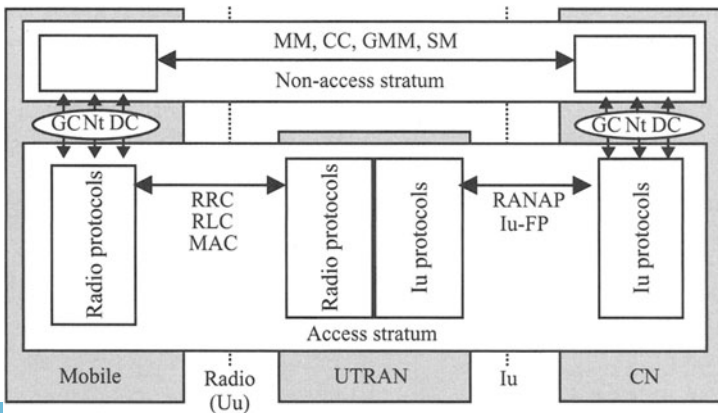 MM, CC, GMM, SM
Non-access stratum
GC Nt DC
GC Nt DC
Radio protocols
RRC
RLC
MAC
Radio protocols
Iu protocols
RANAP
Iu-FP
Iu protocols
Access stratum
Mobile
Radio
(Uu)
UTRAN
Iu
CN